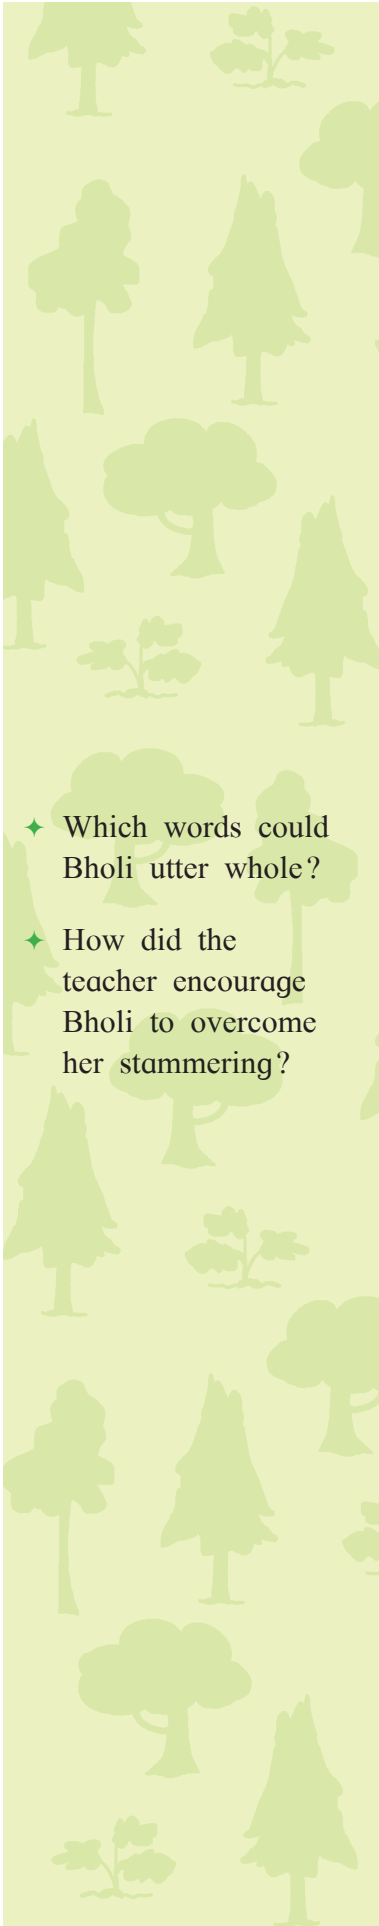 ✦ Which words could
Bholi utter whole?
✦ How did the
teacher encourage
Bholi to overcome
her stammering?